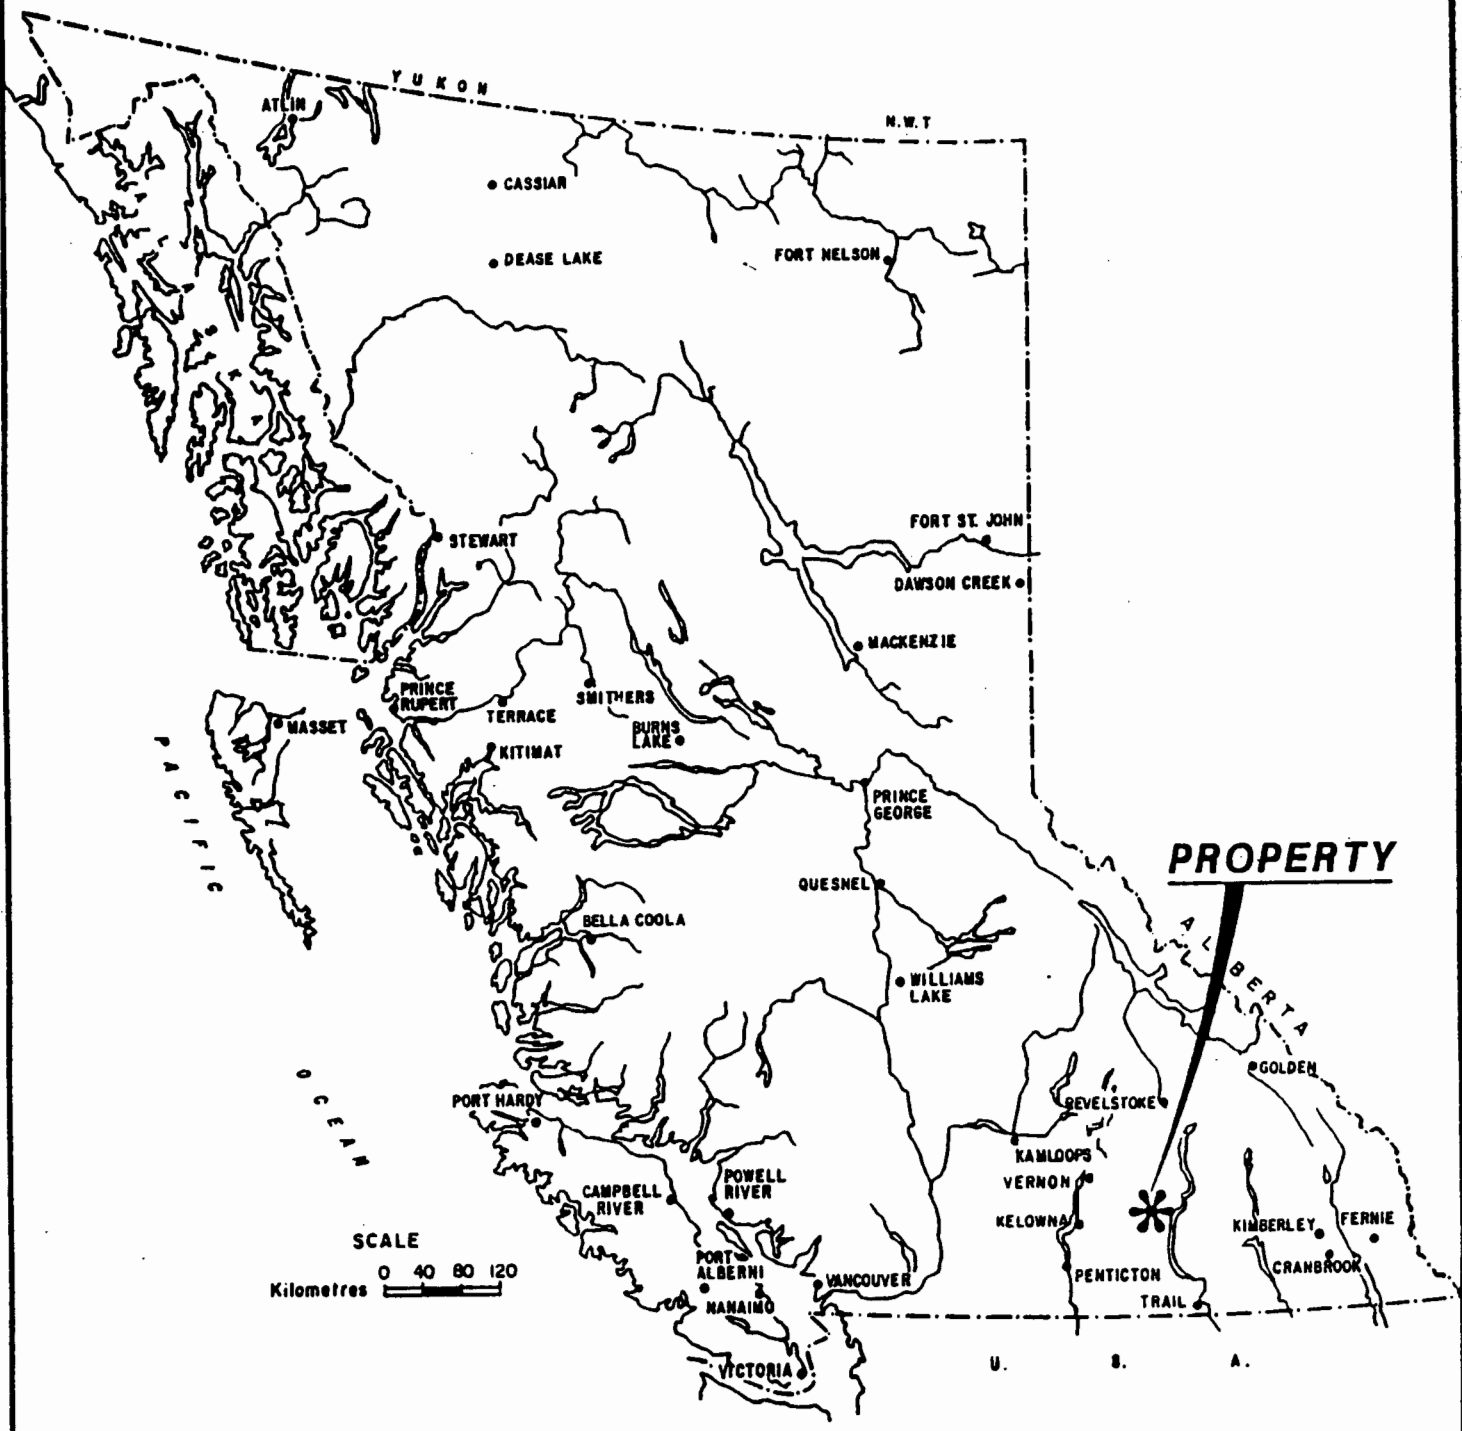 YUKON
N.W.T
ATLIN
CASSIAR
DEASE LAKE
FORT NELSON
ALASKA
STEWART
FORT ST. JOHN
DAWSON CREEK
MACKENZIE
PRINCE
RUPERT
TERRACE
SMITHERS
MASSET
KITIMAT
BURNS
LAKE
PACIFIC
PRINCE
GEORGE
PROPERTY
QUESNEL
BELLA COOLA
ALBERTA
WILLIAMS
LAKE
OCEAN
GOLDEN
PORT HARDY
REVELSTOKE
KAMLOOPS
VERNON
CAMPBELL
RIVER
POWELL
RIVER
KELOWNA
KIMBERLEY
FERNIE
SCALE
Kilometres 0 40 80 120
PORT
ALBERNI
NANAIMO
VANCOUVER
PENTICTON
CRANBROOK
TRAIL
VICTORIA
U. S. A.